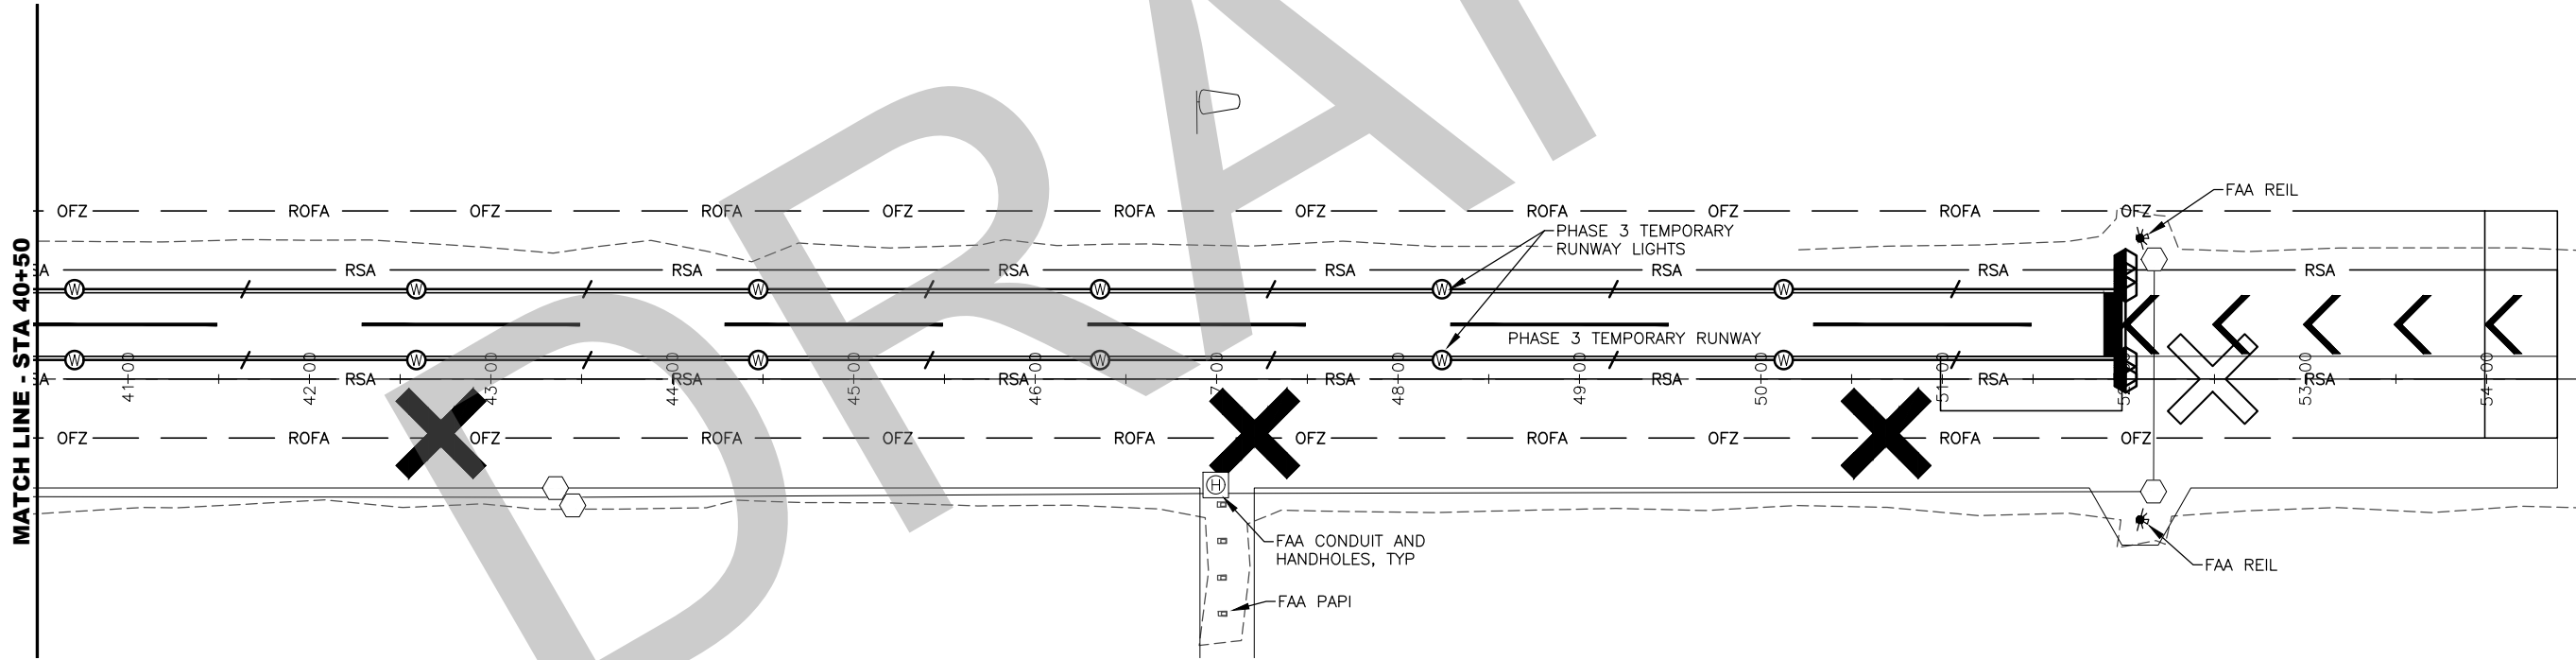 FAA REIL
OFZ ROFA OFZ ROFA OFZ ROFA OFZ ROFA OFZ ROFA OFZ
PHASE 3 TEMPORARY
RUNWAY LIGHTS
RSA RSA RSA RSA RSA RSA RSA
W W W W W W
PHASE 3 TEMPORARY RUNWAY
W W W W W W
41+00 42+00 43+00 44+00 45+00 46+00 47+00 48+00 49+00 50+00 51+00 53+00 54+00
RSA RSA RSA RSA RSA RSA RSA
OFZ ROFA OFZ ROFA OFZ ROFA OFZ ROFA OFZ ROFA OFZ
MATCH LINE - STA 40+50
H
FAA CONDUIT AND
HANDHOLES, TYP
FAA REIL
FAA PAPI